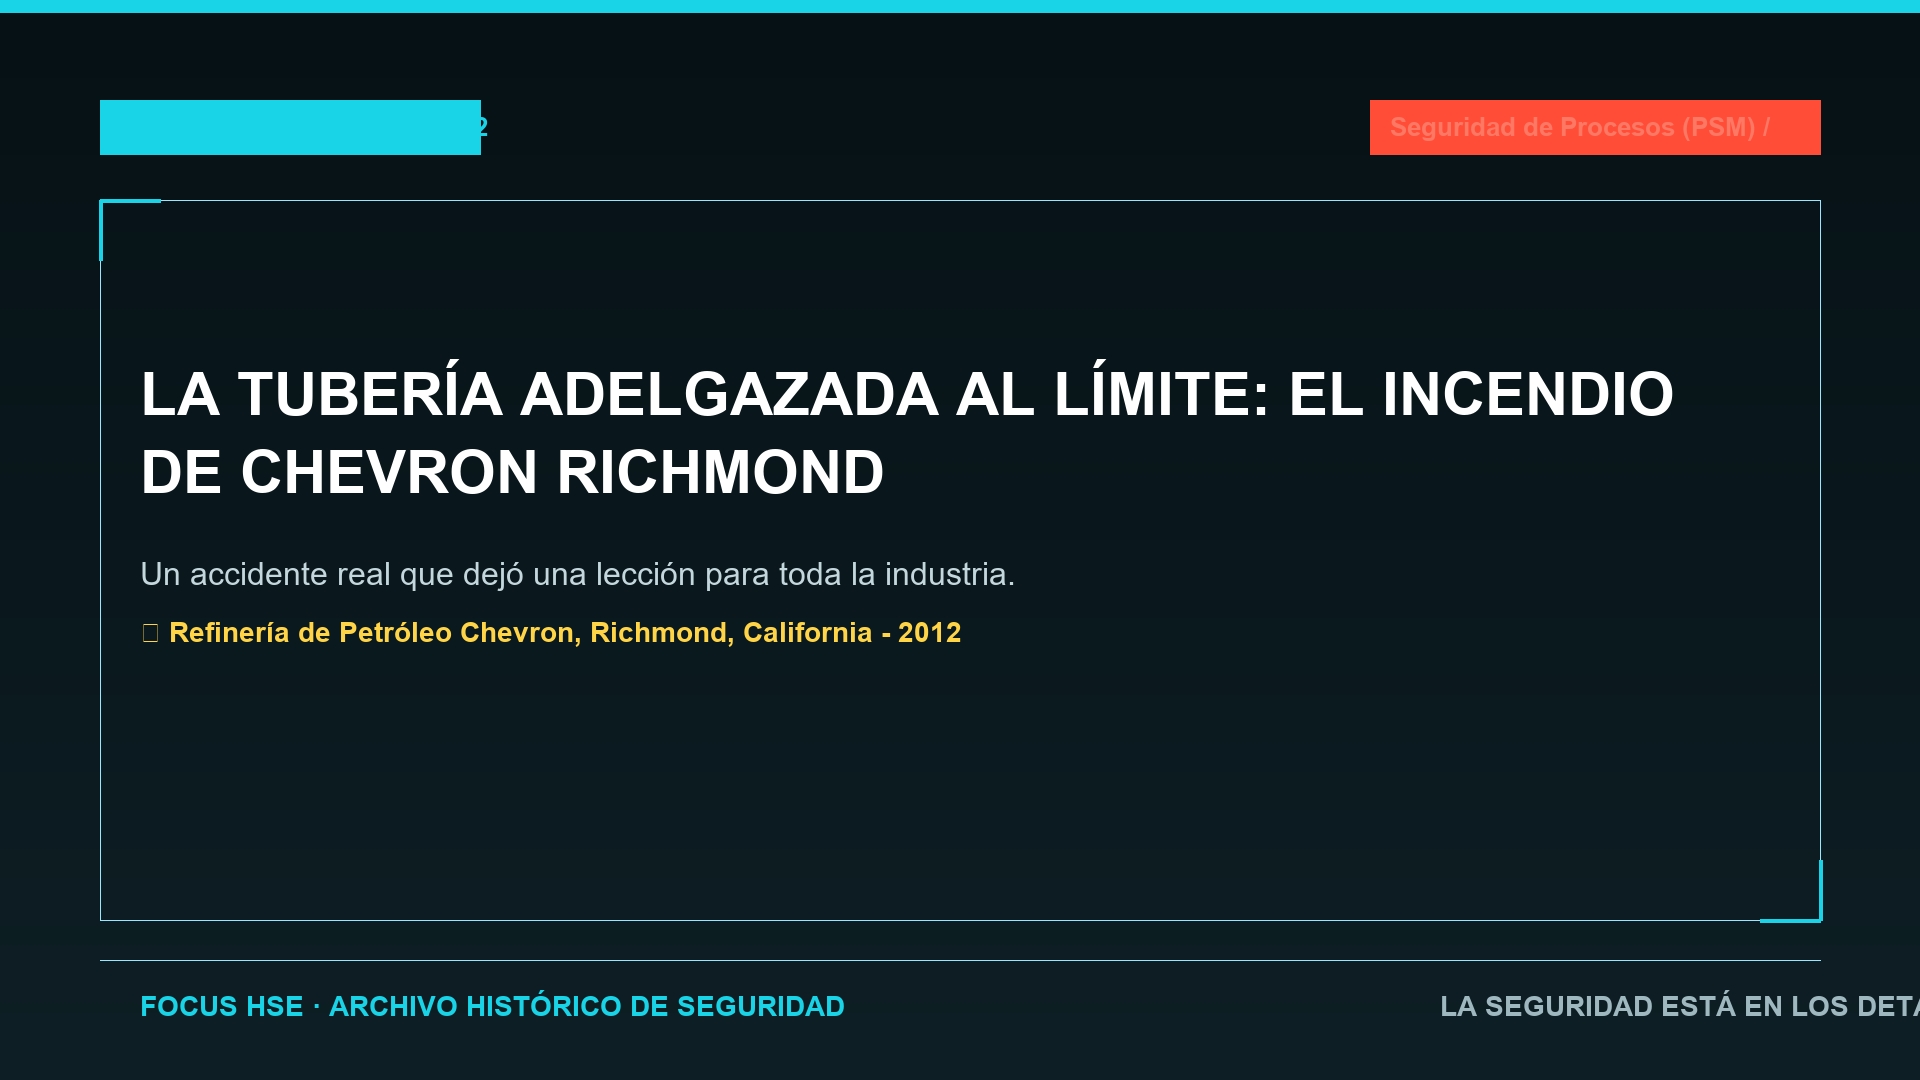 2
Seguridad de Procesos (PSM) /
LA TUBERÍA ADELGAZADA AL LÍMITE: EL INCENDIO
DE CHEVRON RICHMOND
Un accidente real que dejó una lección para toda la industria.
Refinería de Petróleo Chevron, Richmond, California - 2012
FOCUS HSE · ARCHIVO HISTÓRICO DE SEGURIDAD
LA SEGURIDAD ESTÁ EN LOS